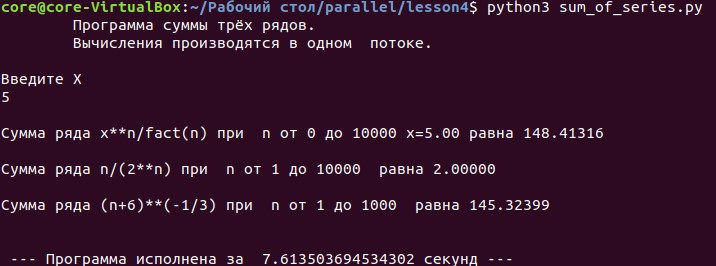 core@core-VirtualBox:~/Рабочий стол/parallel/lesson4$ python3 sum_of_series.py
Программа суммы трёх рядов.
Вычисления производятся в одном потоке.
Введите X
5
Сумма ряда x**n/fact(n) при n от 0 до 10000 x=5.00 равна 148.41316
Сумма ряда n/(2**n) при n от 1 до 10000 равна 2.00000
Сумма ряда (n+6)**(-1/3) при n от 1 до 1000 равна 145.32399
--- Программа исполнена за 7.613503694534302 секунд ---